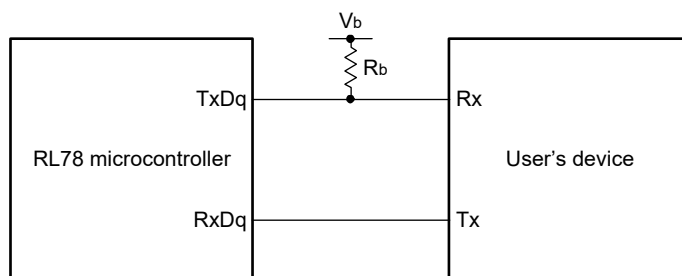 Vb
Rb
TxDq
Rx
RL78 microcontroller
User's device
RxDq
Tx